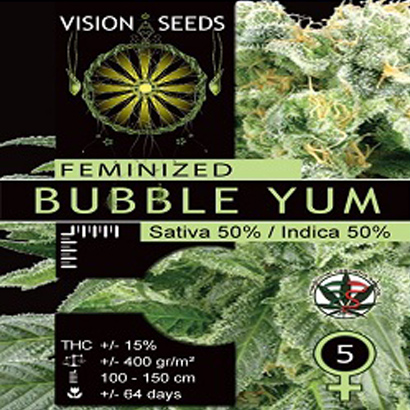 VISION SEEDS
FEMINIZED
BUBBLE YUM
Sativa 50% / Indica 50%
THC +/- 15%
+/- 400 gr/m²
100 - 150 cm
+/- 64 days
5